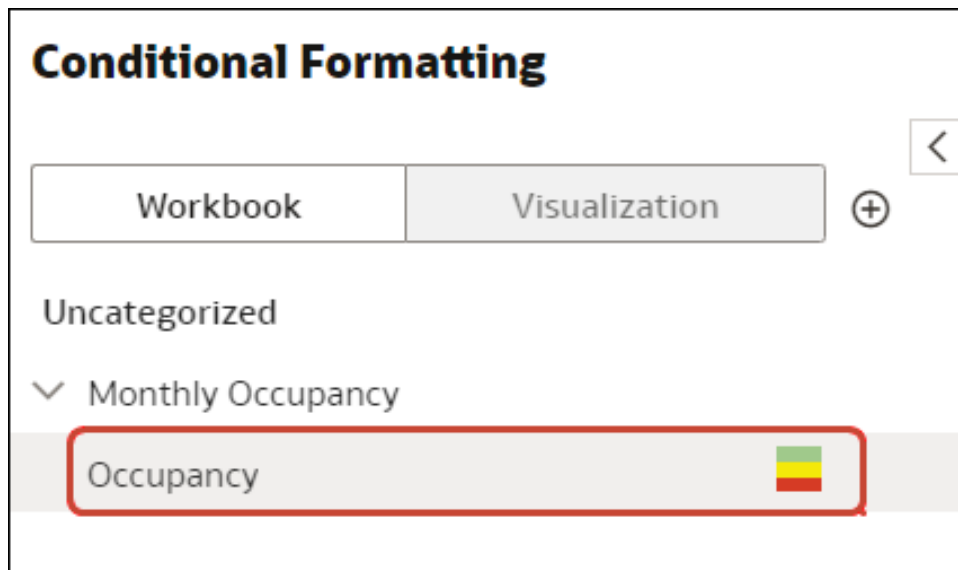 Conditional Formatting
Workbook Visualization
Uncategorized
Monthly Occupancy
Occupancy